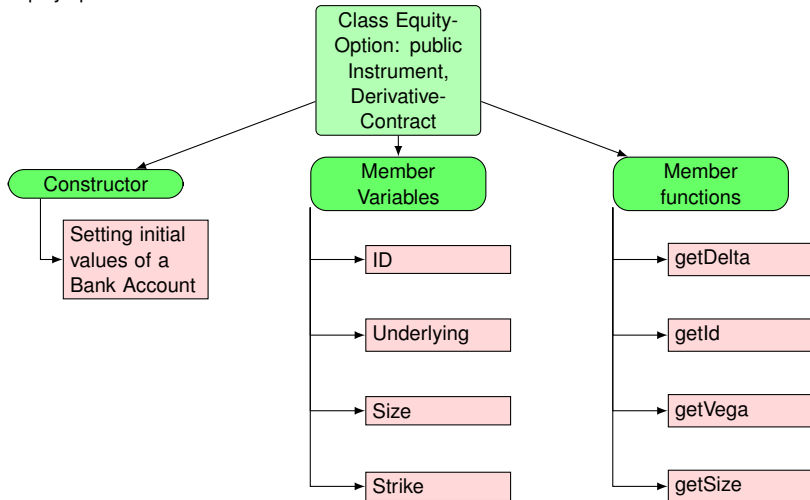 Class Equity-
Option: public
Instrument,
Derivative-
Contract
Constructor
Member
Variables
Member
functions
Setting initial
values of a
Bank Account
ID
Underlying
Size
Strike
getDelta
getId
getVega
getSize